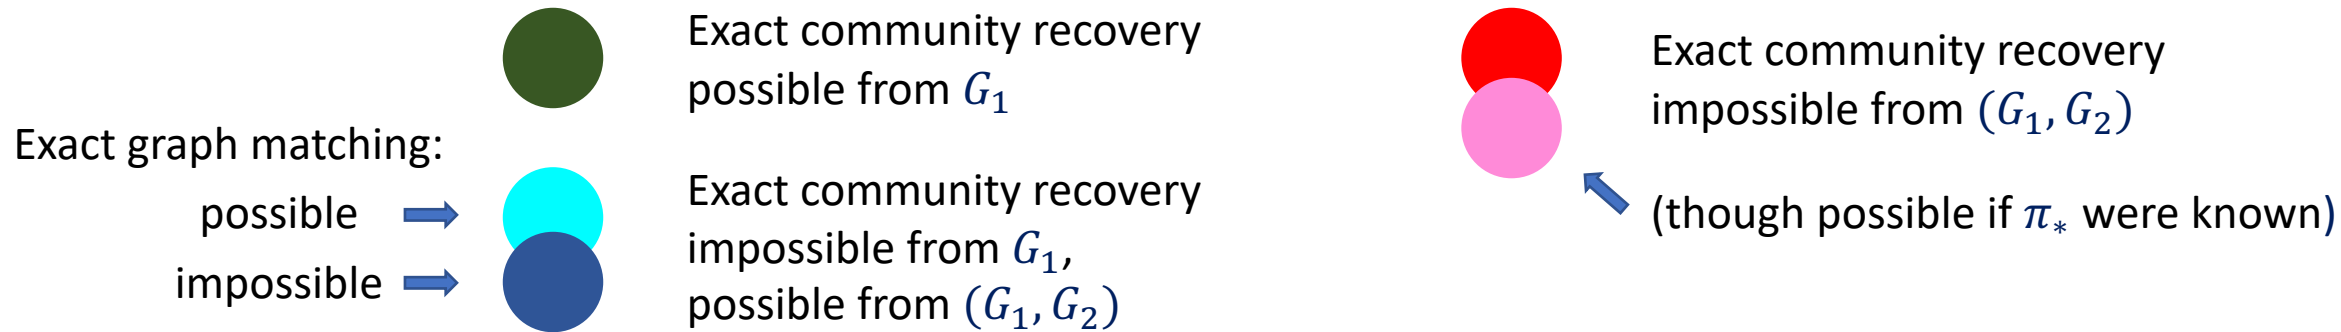 Exact community recovery
possible from G₁
Exact graph matching:
possible
impossible
Exact community recovery
impossible from G₁,
possible from (G₁, G₂)
Exact community recovery
impossible from (G₁, G₂)
(though possible if π∗ were known)